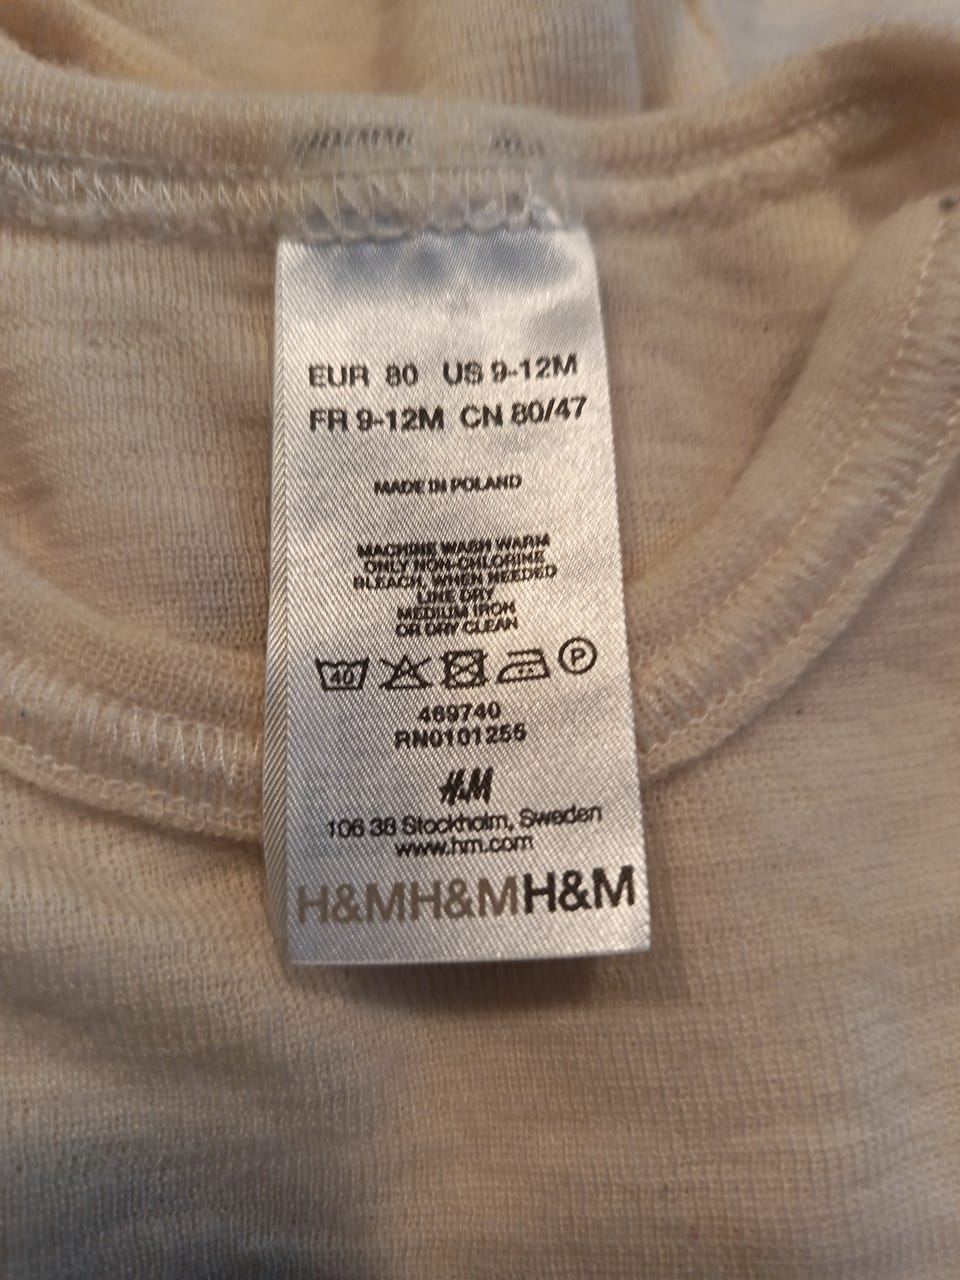 EUR 80 US 9-12M
FR 9-12M CN 80/47
MADE IN POLAND
MACHINE WASH WARM
ONLY NON-CHLORINE
BLEACH, WHEN NEEDED
LINE DRY
MEDIUM IRON
OR DRY CLEAN
40 P
469740
RN0101255
H&M
106 38 Stockholm, Sweden
www.hm.com
H&MH&MH&M